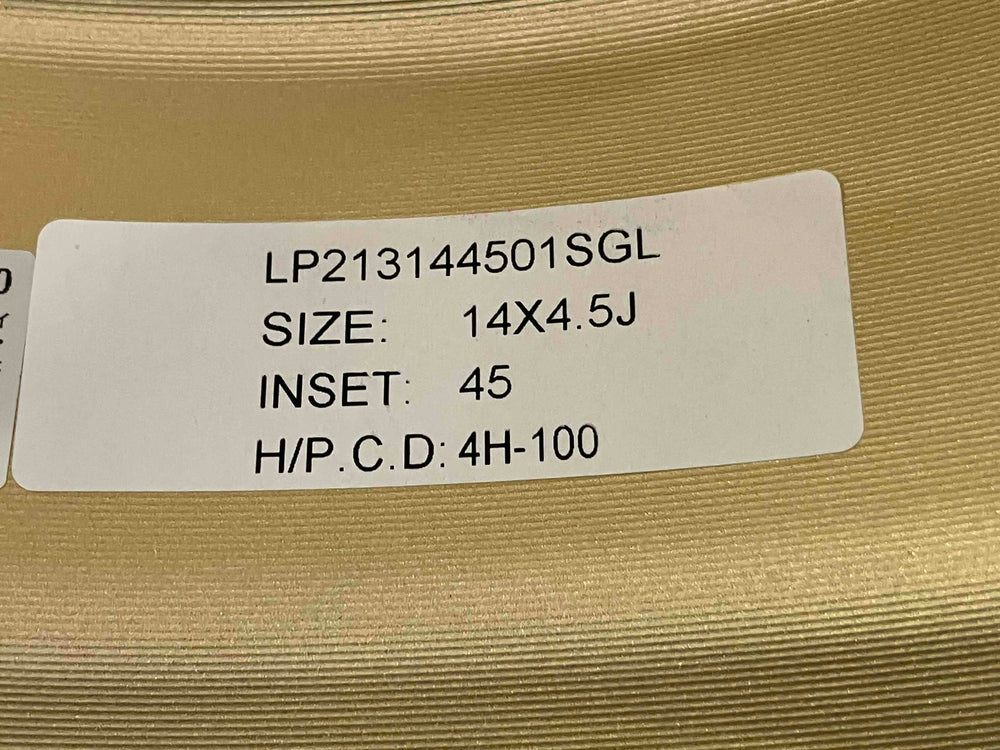 LP213144501SGL
SIZE: 14X4.5J
INSET: 45
H/P.C.D: 4H-100